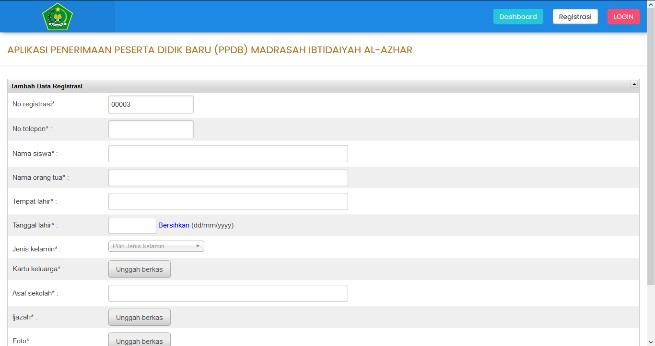 Dashboard Registrasi LOGIN
APLIKASI PENERIMAAN PESERTA DIDIK BARU (PPDB) MADRASAH IBTIDAIYAH AL-AZHAR
Tambah Data Registrasi
No registrasi* 00003
No telepon* :
Nama siswa* :
Nama orang tua* :
Tempat lahir* :
Tanggal lahir* : Bersihkan (dd/mm/yyyy)
Jenis kelamin* Pilih Jenis kelamin
Kartu keluarga* Unggah berkas
Asal sekolah* :
Ijazah* : Unggah berkas
Foto* Unggah berkas